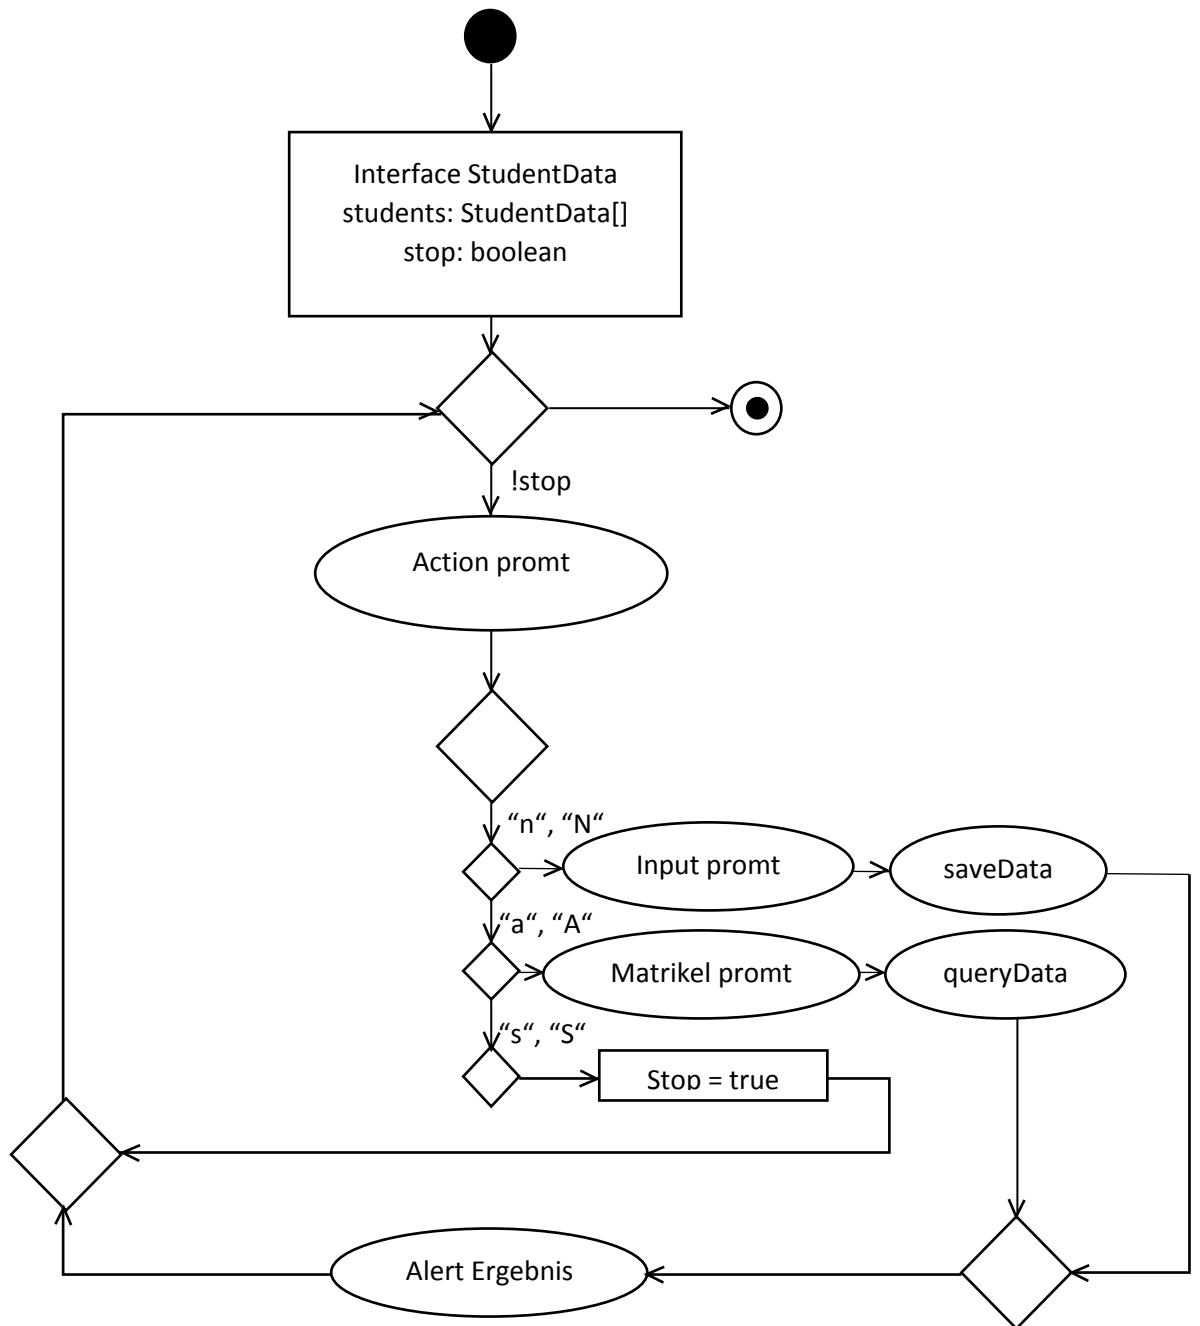 Interface StudentData
students: StudentData[]
stop: boolean
!stop
Action promt
“n“, “N“
Input promt
saveData
“a“, “A“
Matrikel promt
queryData
“s“, “S“
Stop = true
Alert Ergebnis